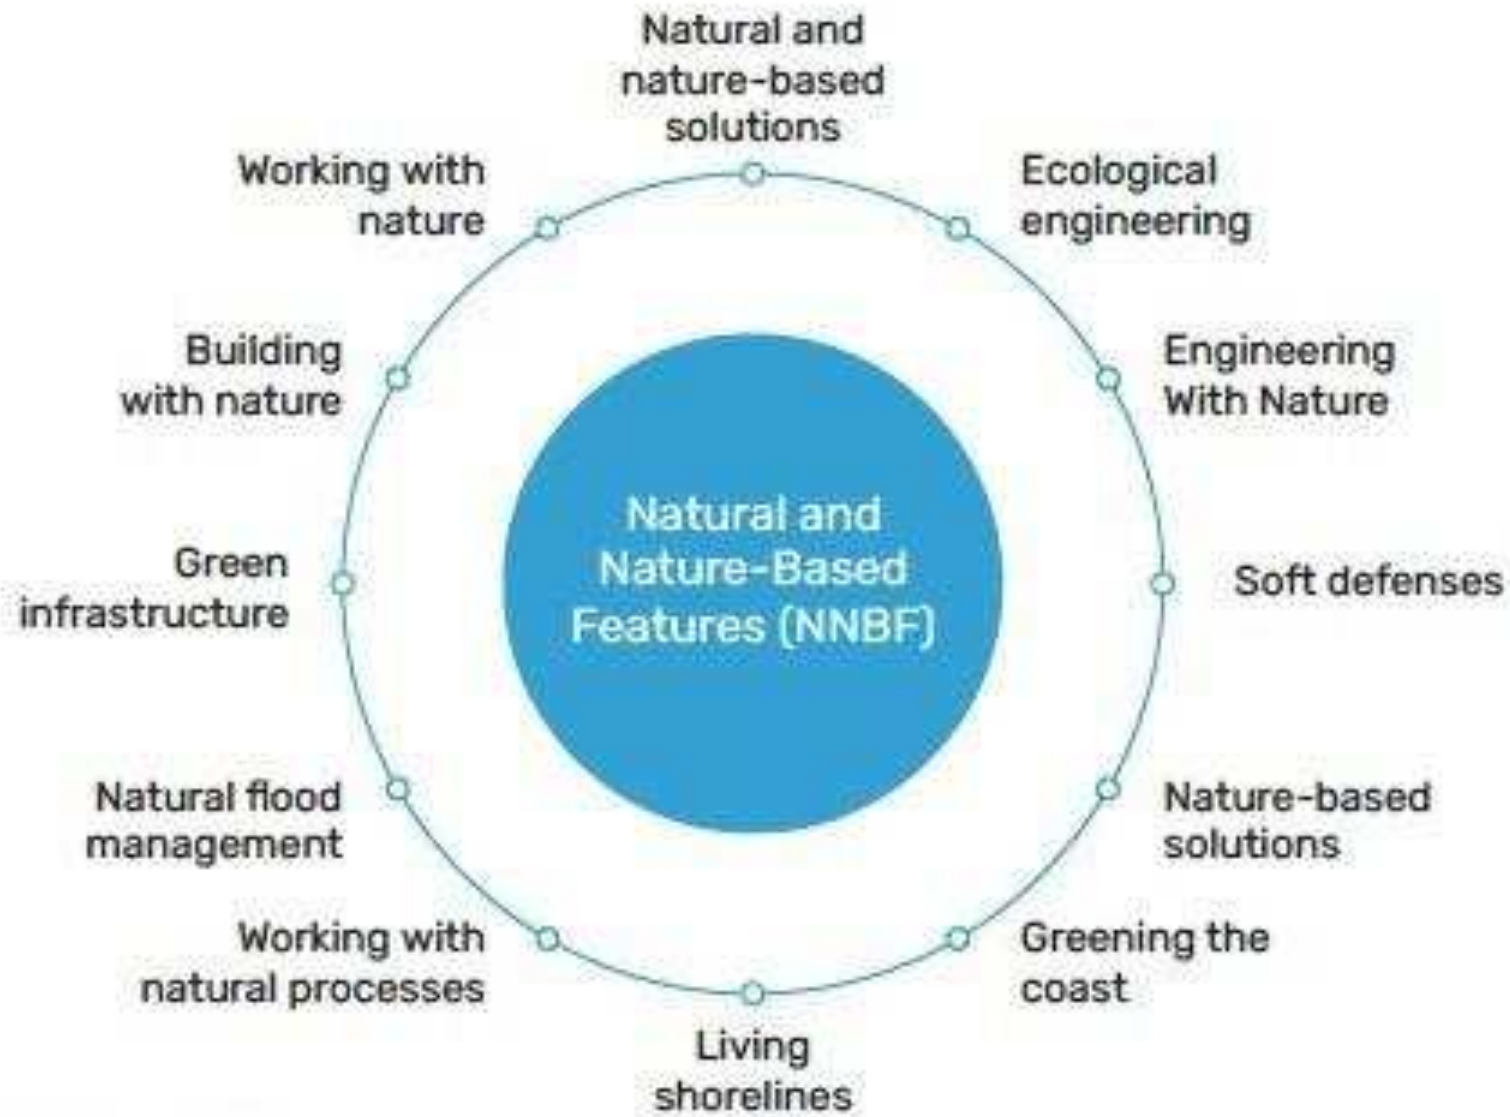 Natural and
nature-based
solutions
Ecological
engineering
Engineering
With Nature
Soft defenses
Nature-based
solutions
Greening the
coast
Living
shorelines
Working with
natural processes
Natural flood
management
Green
infrastructure
Building
with nature
Working with
nature
Natural and
Nature-Based
Features (NNBF)